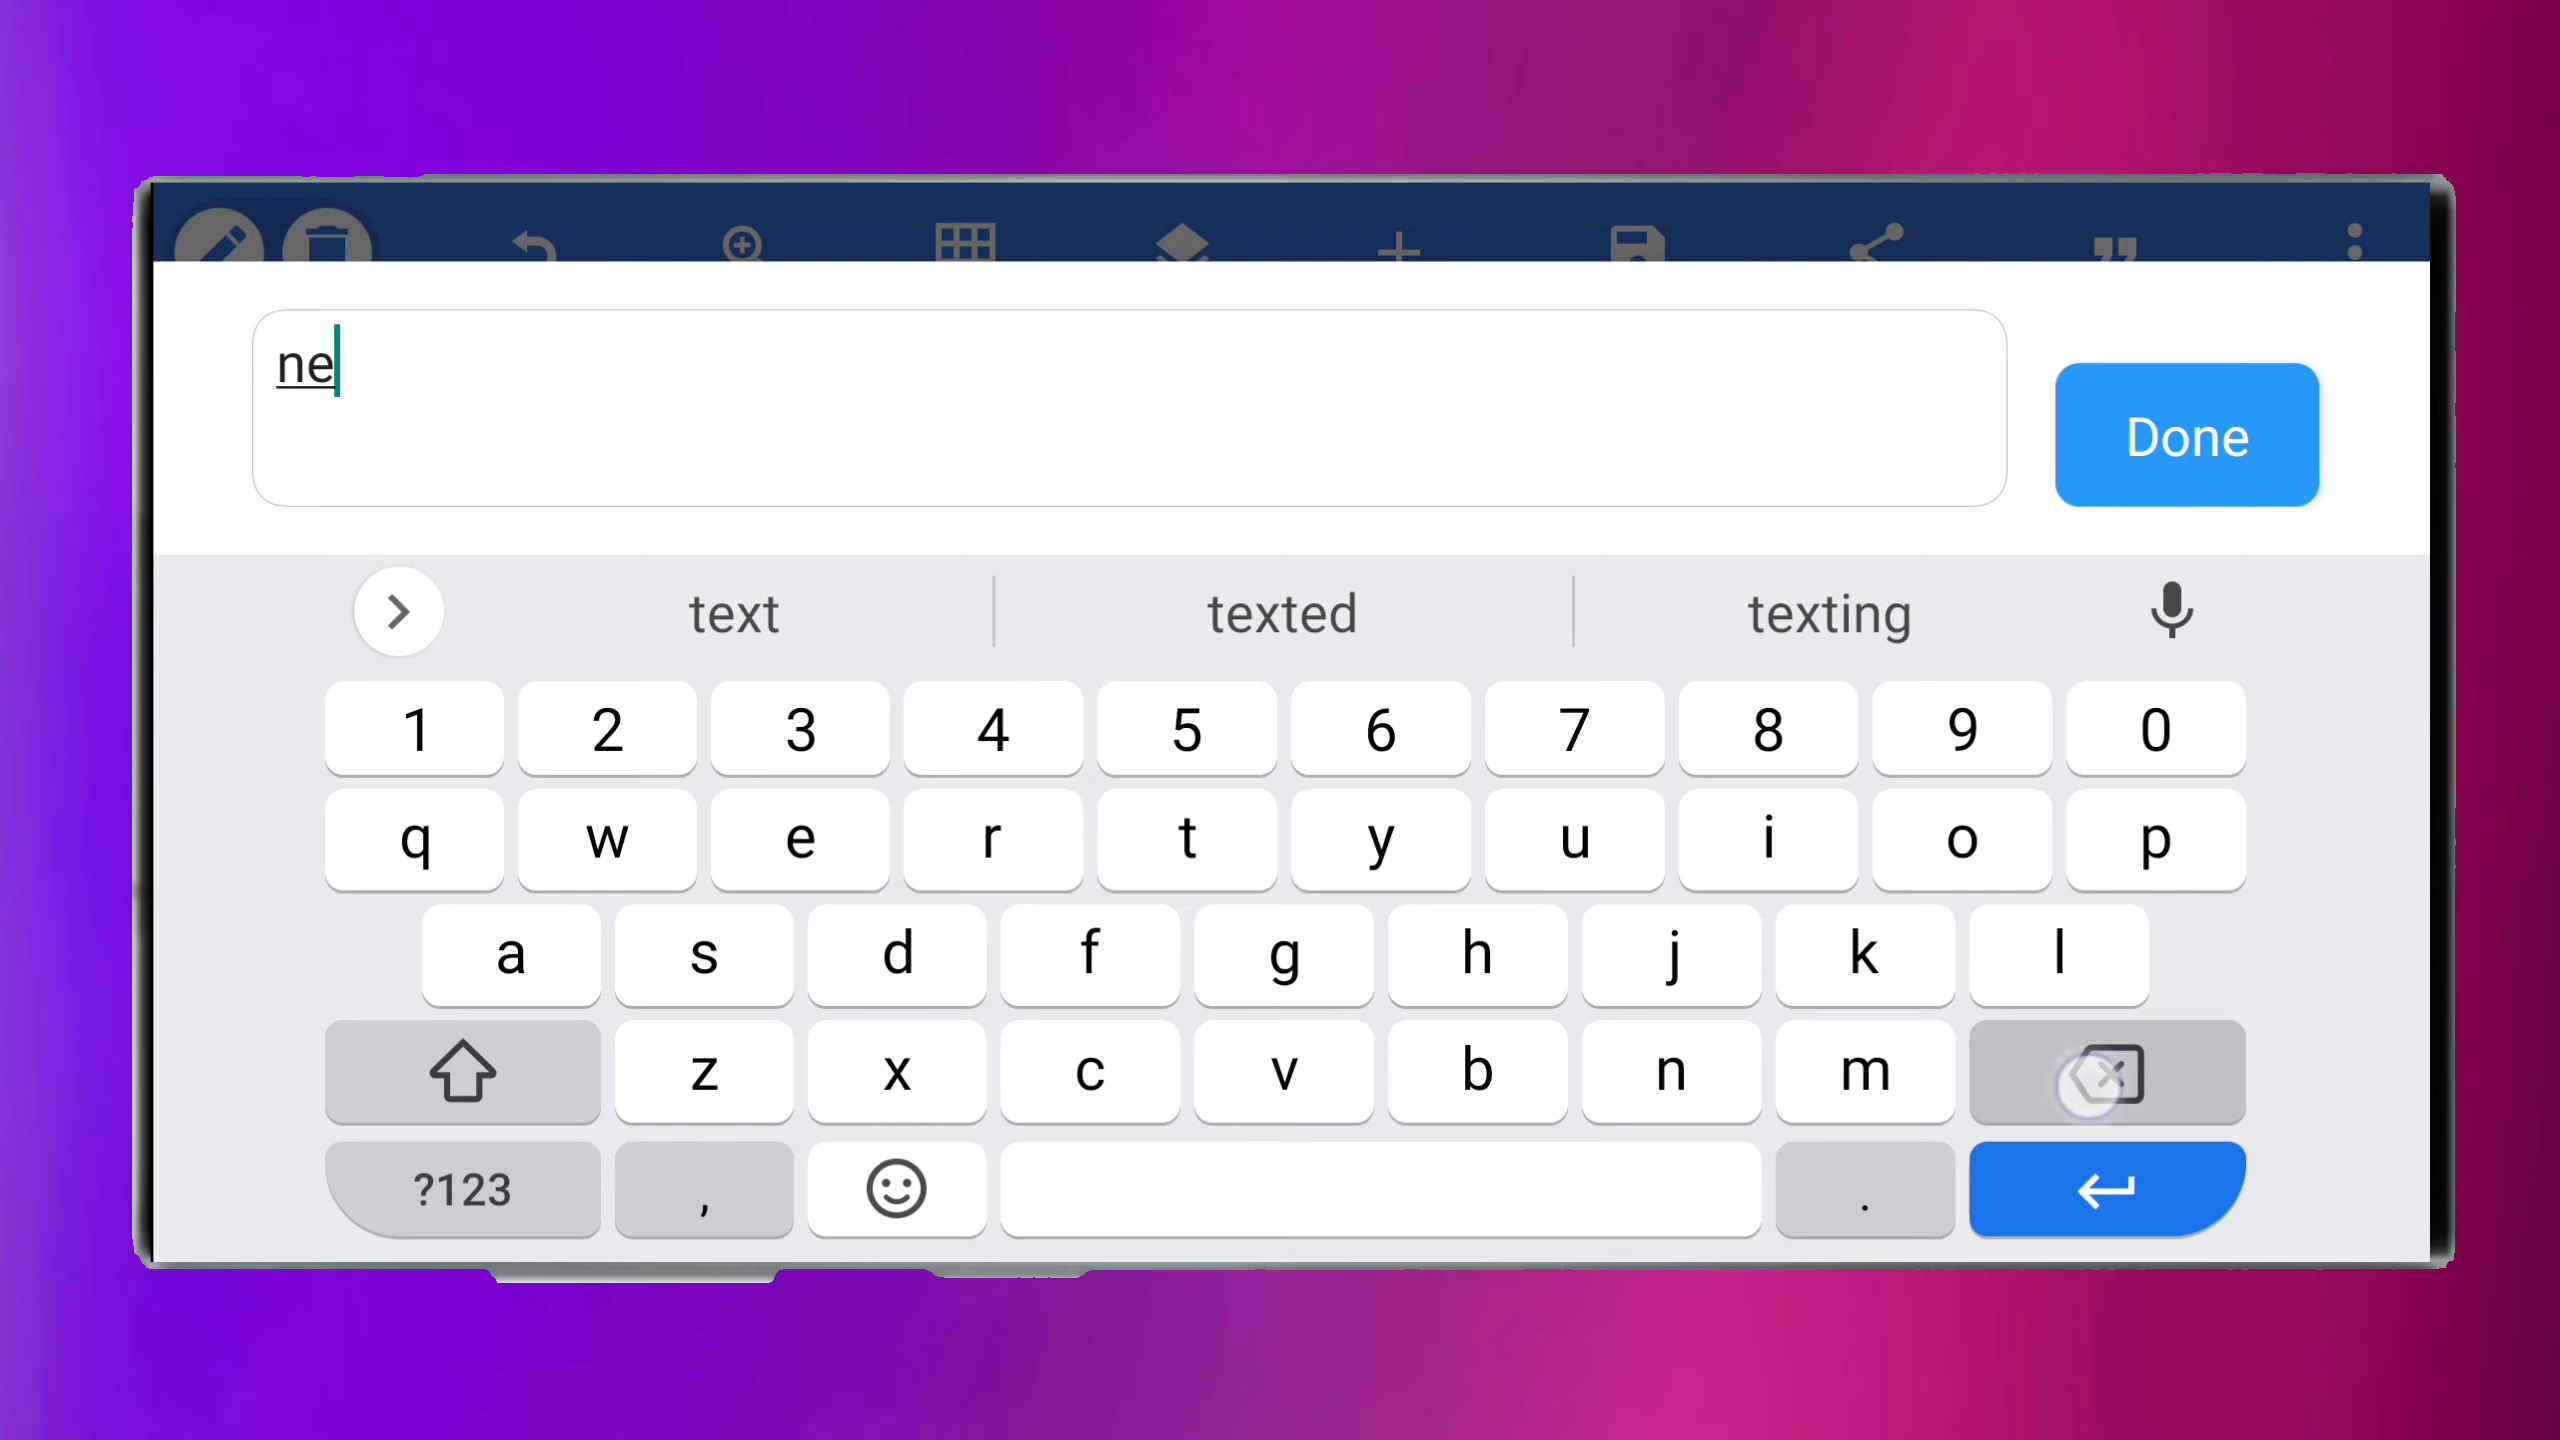 ne
Done
text texted texting
1 2 3 4 5 6 7 8 9 0
q w e r t y u i o p
a s d f g h j k l
z x c v b n m
?123 , .